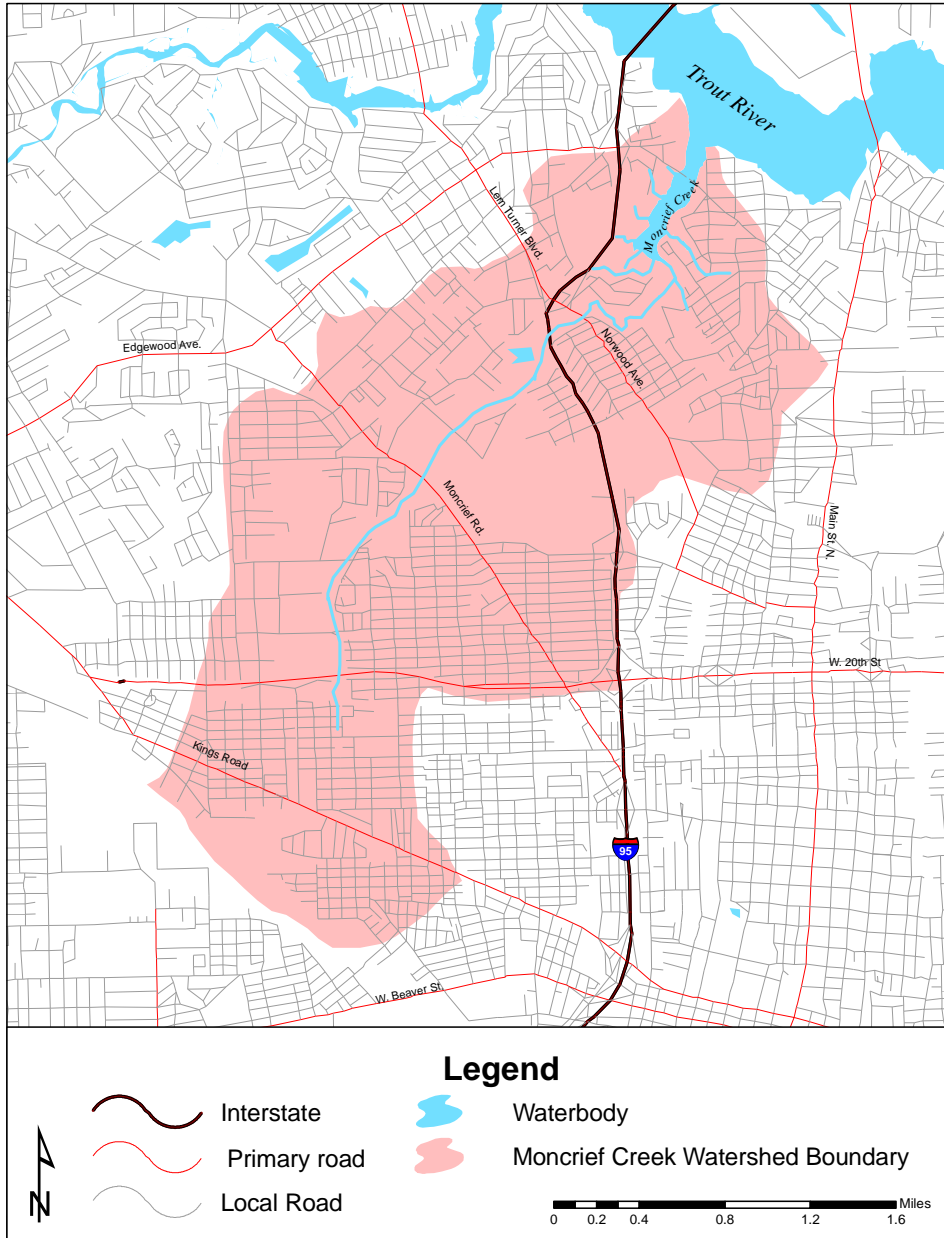 Trout River
Moncrief Creek
Lem Turner Blvd.
Edgewood Ave.
Norwood Ave.
Moncrief Rd.
Main St. N.
W. 20th St
Kings Road
95
W. Beaver St.
Legend
Interstate
Waterbody
Primary road
Moncrief Creek Watershed Boundary
Local Road
N
Miles
0 0.2 0.4 0.8 1.2 1.6